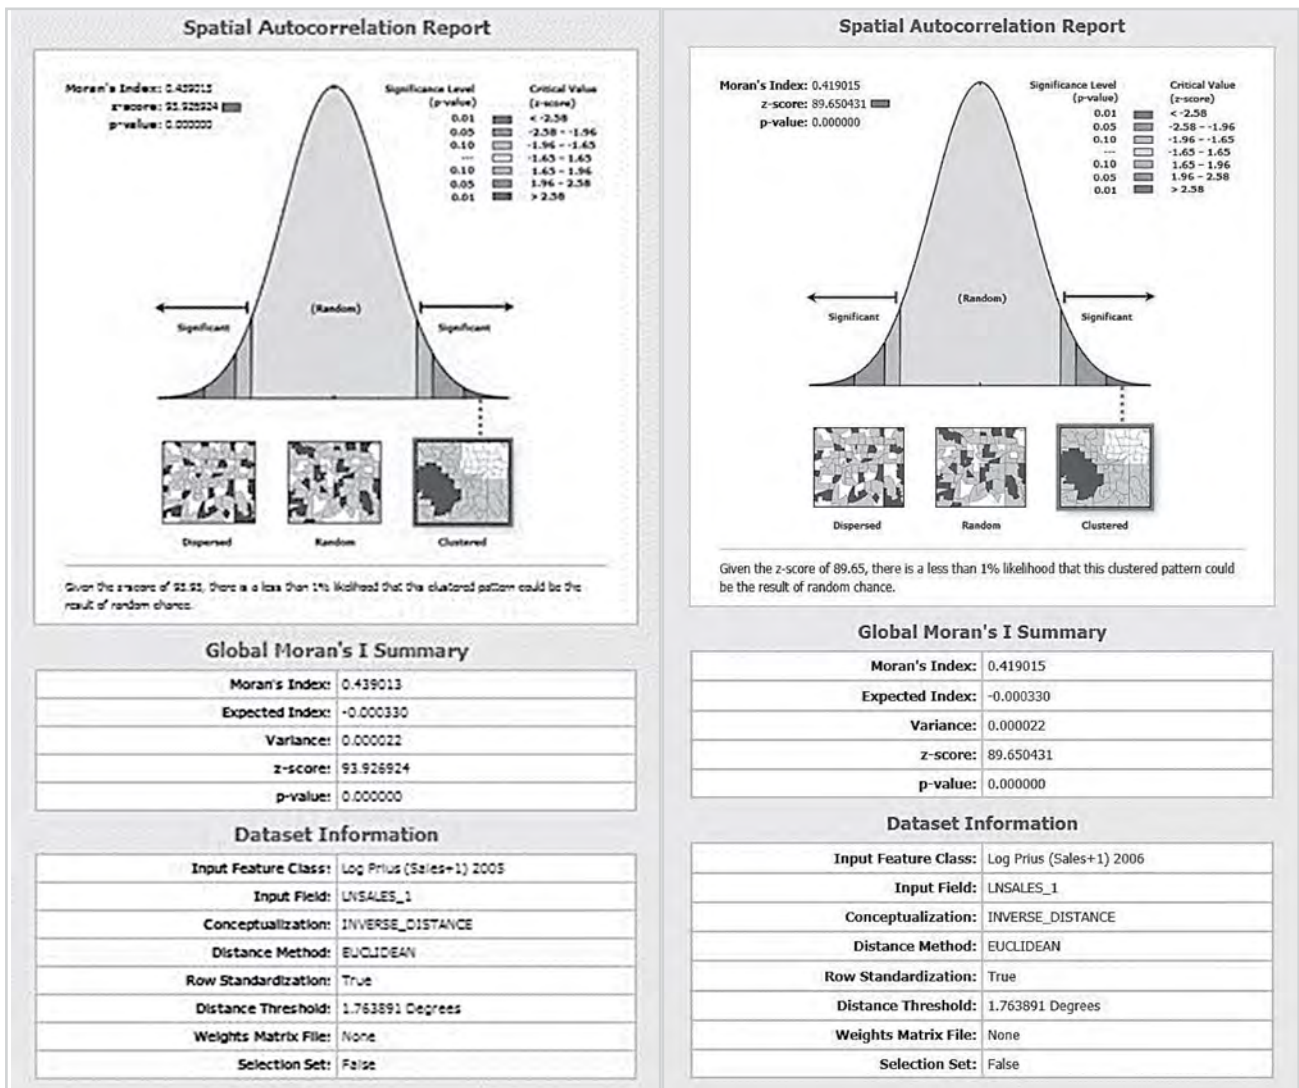 Spatial Autocorrelation Report
Moran's Index: 0.439013
z-score: 93.926924
p-value: 0.000000
Significance Level
(p-value)
Critical Value
(z-score)
0.01 < -2.58
0.05 -2.58 - -1.96
0.10 -1.96 - -1.65
--- -1.65 - 1.65
0.10 1.65 - 1.96
0.05 1.96 - 2.58
0.01 > 2.58
(Random)
Significant
Significant
Dispersed
Random
Clustered
Given the z-score of 93.93, there is a less than 1% likelihood that this clustered pattern could be the
result of random chance.
Global Moran's I Summary
Moran's Index: 0.439013
Expected Index: -0.000330
Variance: 0.000022
z-score: 93.926924
p-value: 0.000000
Dataset Information
Input Feature Class: Log Prius (Sales+1) 2005
Input Field: LNSALES_1
Conceptualization: INVERSE_DISTANCE
Distance Method: EUCLIDEAN
Row Standardization: True
Distance Threshold: 1.763891 Degrees
Weights Matrix File: None
Selection Set: False
Spatial Autocorrelation Report
Moran's Index: 0.419015
z-score: 89.650431
p-value: 0.000000
Significance Level
(p-value)
Critical Value
(z-score)
0.01 < -2.58
0.05 -2.58 - -1.96
0.10 -1.96 - -1.65
--- -1.65 - 1.65
0.10 1.65 - 1.96
0.05 1.96 - 2.58
0.01 > 2.58
(Random)
Significant
Significant
Dispersed
Random
Clustered
Given the z-score of 89.65, there is a less than 1% likelihood that this clustered pattern could
be the result of random chance.
Global Moran's I Summary
Moran's Index: 0.419015
Expected Index: -0.000330
Variance: 0.000022
z-score: 89.650431
p-value: 0.000000
Dataset Information
Input Feature Class: Log Prius (Sales+1) 2006
Input Field: LNSALES_1
Conceptualization: INVERSE_DISTANCE
Distance Method: EUCLIDEAN
Row Standardization: True
Distance Threshold: 1.763891 Degrees
Weights Matrix File: None
Selection Set: False